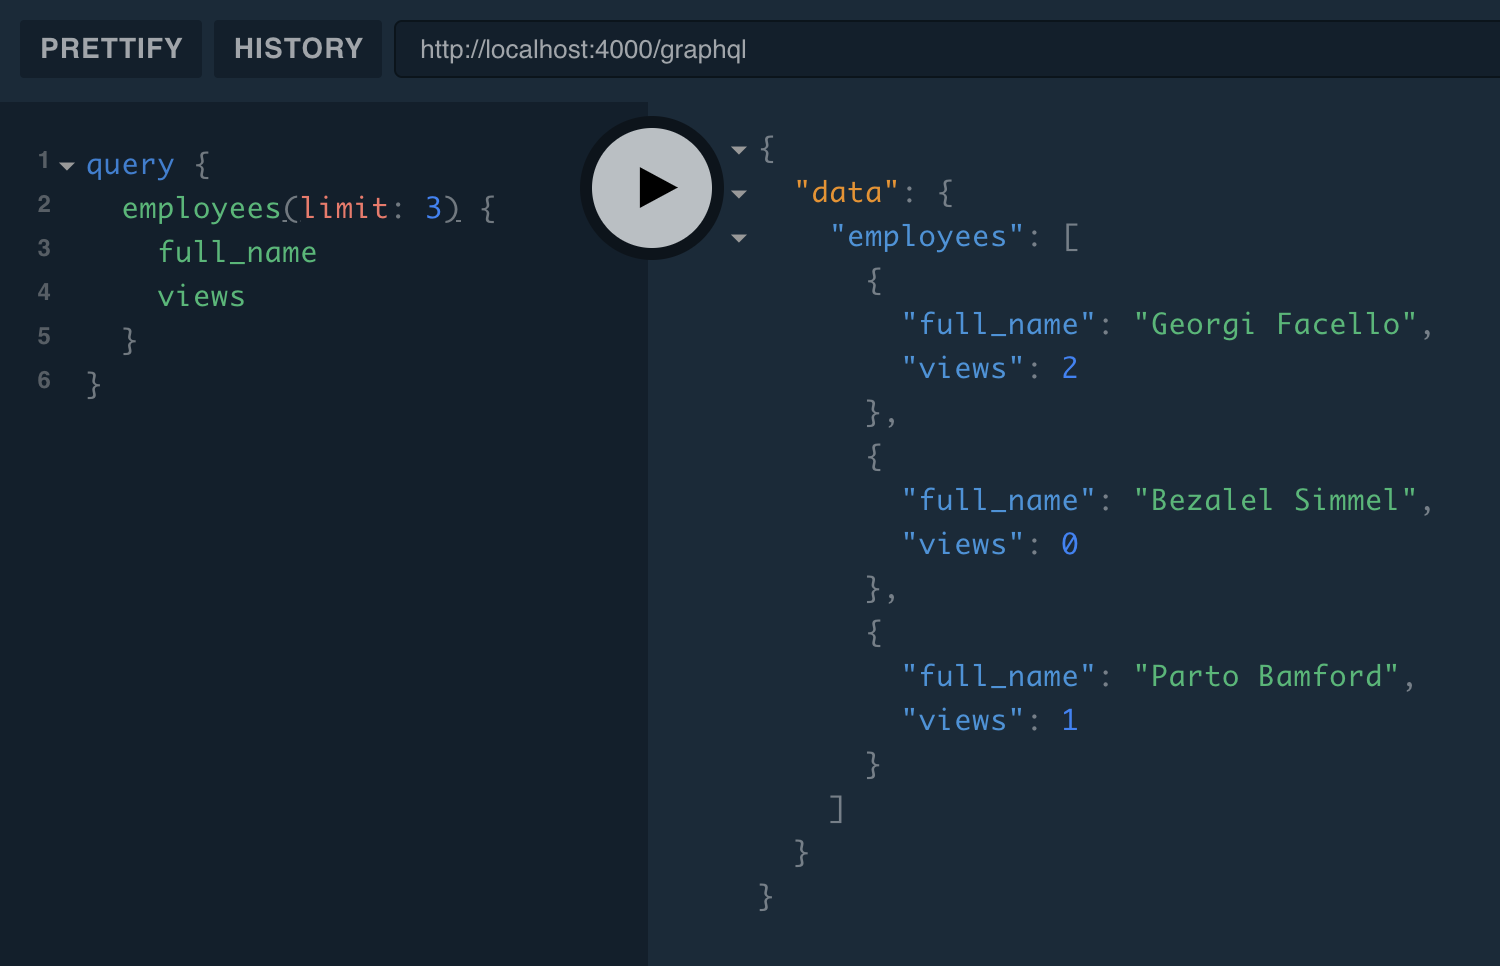 PRETTIFY HISTORY http://localhost:4000/graphql
1 query {
2 employees(limit: 3) {
3 full_name
4 views
5 }
6 }
{
"data": {
"employees": [
{
"full_name": "Georgi Facello",
"views": 2
},
{
"full_name": "Bezalel Simmel",
"views": 0
},
{
"full_name": "Parto Bamford",
"views": 1
}
]
}
}